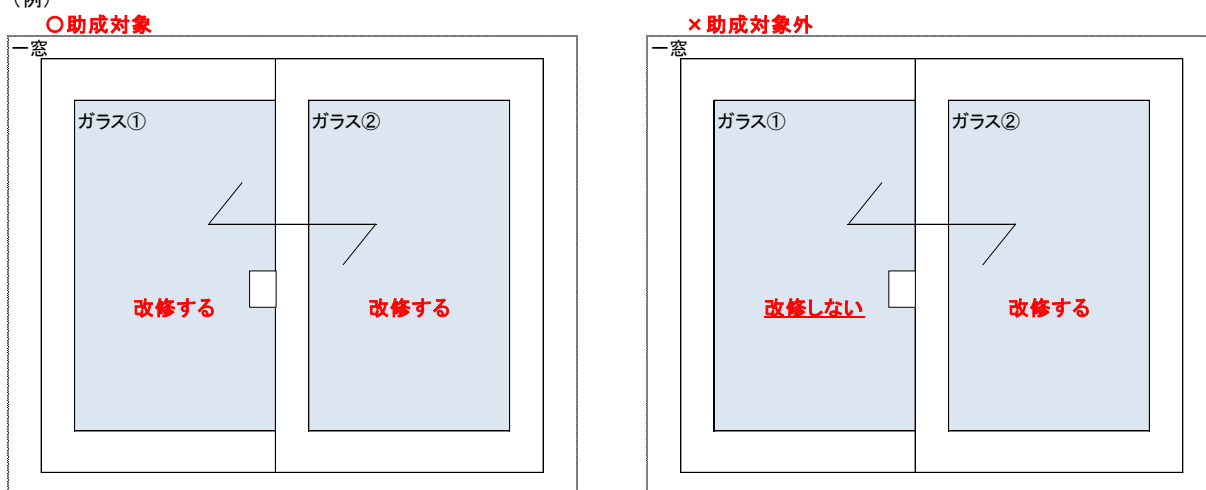 （例）
○助成対象
一窓
ガラス①
ガラス②
改修する
改修する
×助成対象外
一窓
ガラス①
ガラス②
改修しない
改修する